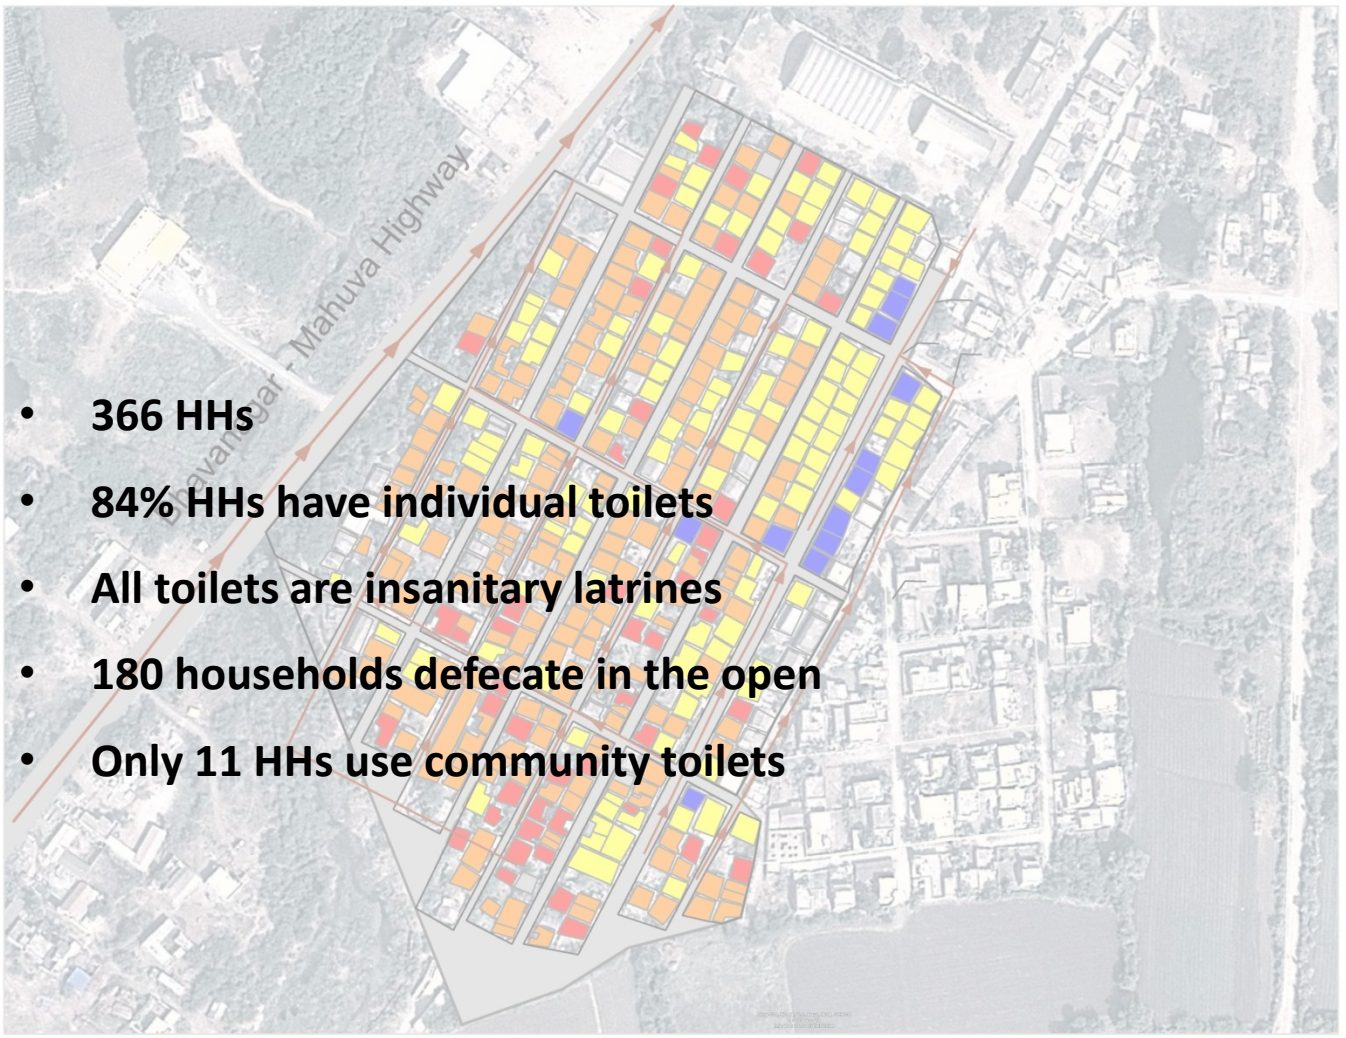 Bhavanagar - Mahuva Highway
• 366 HHs
• 84% HHs have individual toilets
• All toilets are insanitary latrines
• 180 households defecate in the open
• Only 11 HHs use community toilets